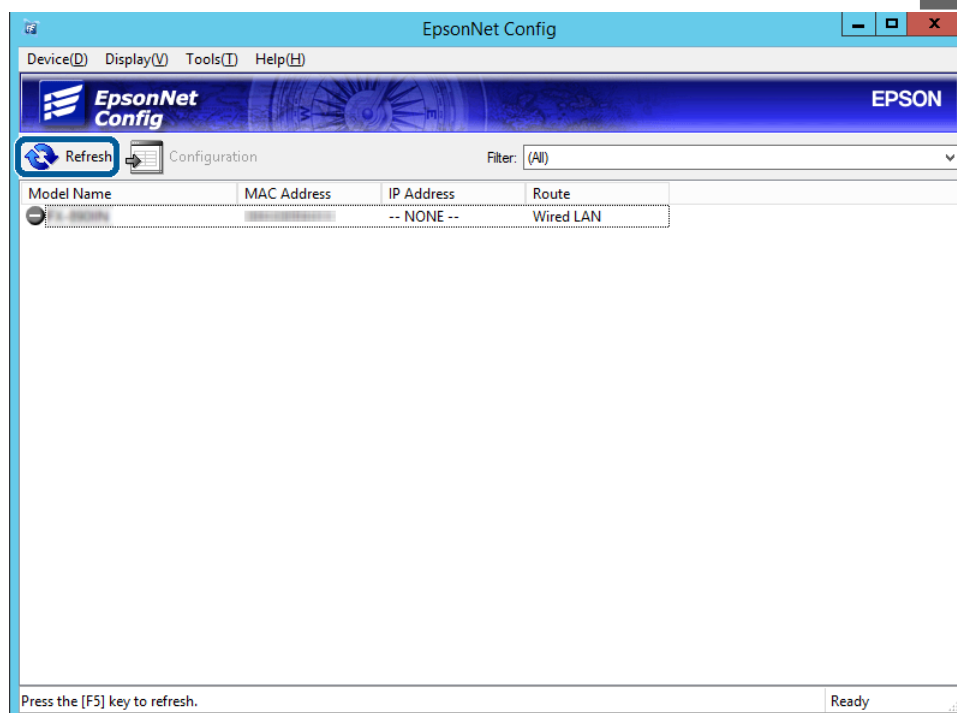 EpsonNet Config
Device(D) Display(V) Tools(T) Help(H)
EpsonNet
Config
EPSON
Refresh Configuration Filter: (All)
Model Name MAC Address IP Address Route
-- NONE -- Wired LAN
Press the [F5] key to refresh. Ready